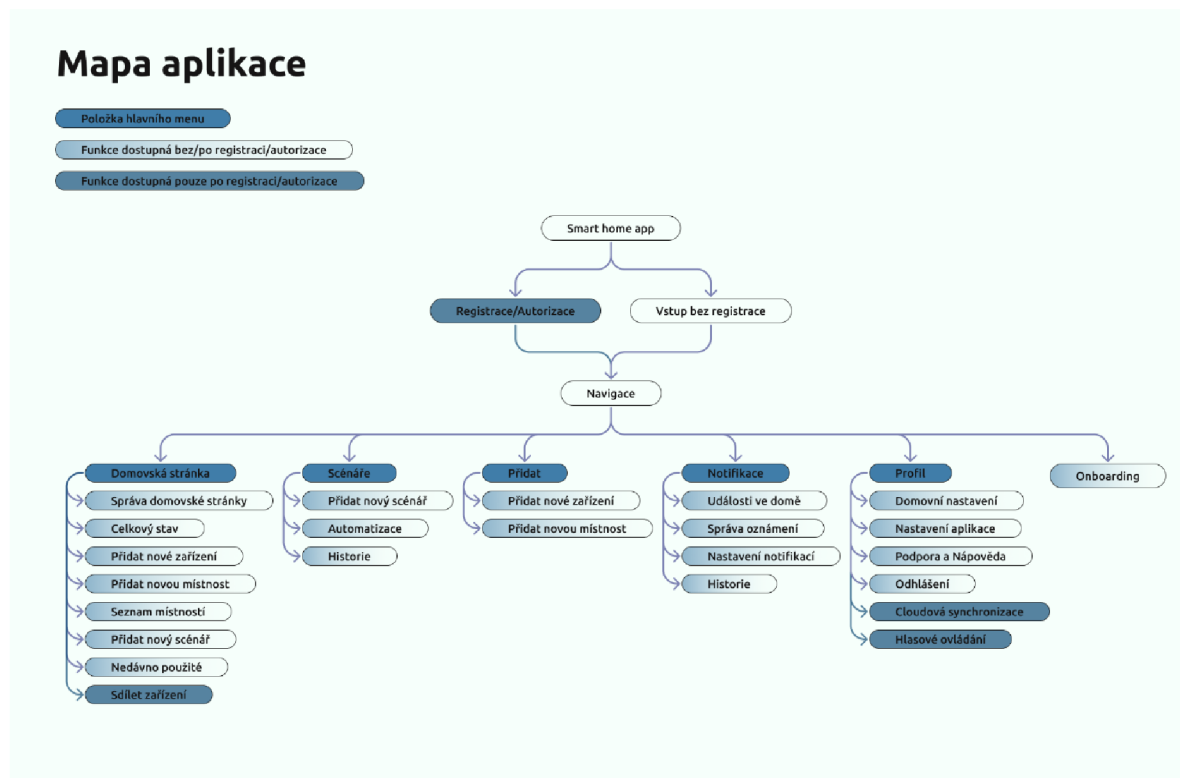 Mapa aplikace
Položka hlavního menu
Funkce dostupná bez/po registraci/autorizace
Funkce dostupná pouze po registraci/autorizace
Smart home app
Registrace/Autorizace
Vstup bez registrace
Navigace
Domovská stránka
Správa domovské stránky
Celkový stav
Přidat nové zařízení
Přidat novou místnost
Seznam místností
Přidat nový scénář
Nedávno použité
Sdílet zařízení
Scénáře
Přidat nový scénář
Automatizace
Historie
Přidat
Přidat nové zařízení
Přidat novou místnost
Notifikace
Události ve domě
Správa oznámení
Nastavení notifikací
Historie
Profil
Domovní nastavení
Nastavení aplikace
Podpora a Nápověda
Odhlášení
Cloudová synchronizace
Hlasové ovládání
Onboarding